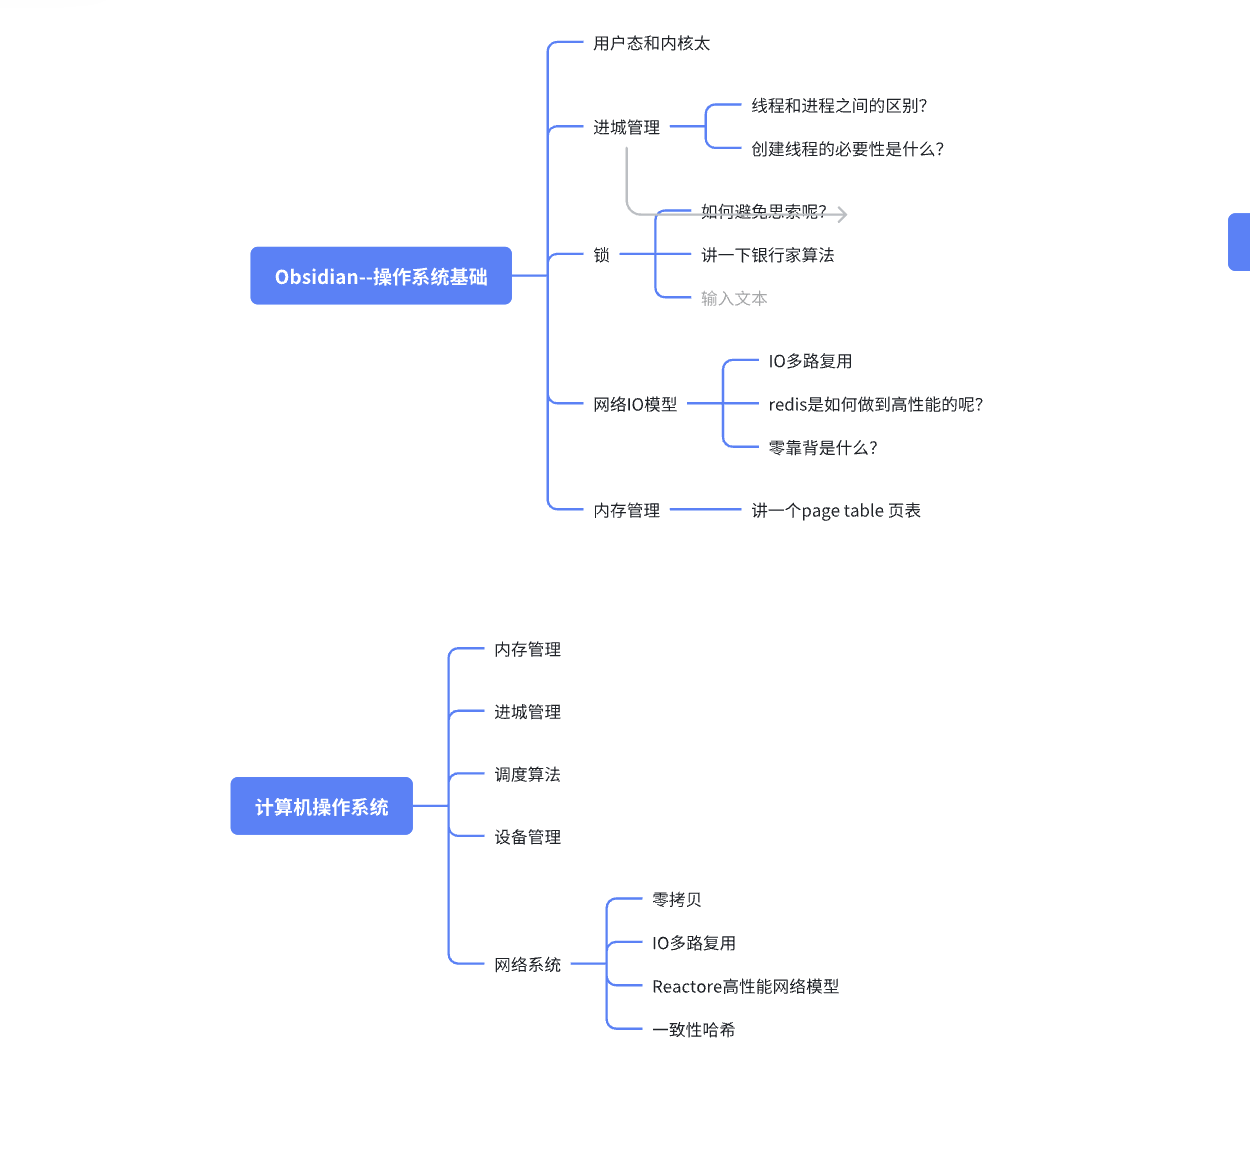 Obsidian--操作系统基础
用户态和内核太
进城管理
线程和进程之间的区别？
创建线程的必要性是什么？
锁
如何避免思索呢？
讲一下银行家算法
输入文本
网络IO模型
IO多路复用
redis是如何做到高性能的呢？
零靠背是什么？
内存管理
讲一个page table 页表
计算机操作系统
内存管理
进城管理
调度算法
设备管理
网络系统
零拷贝
IO多路复用
Reactore高性能网络模型
一致性哈希